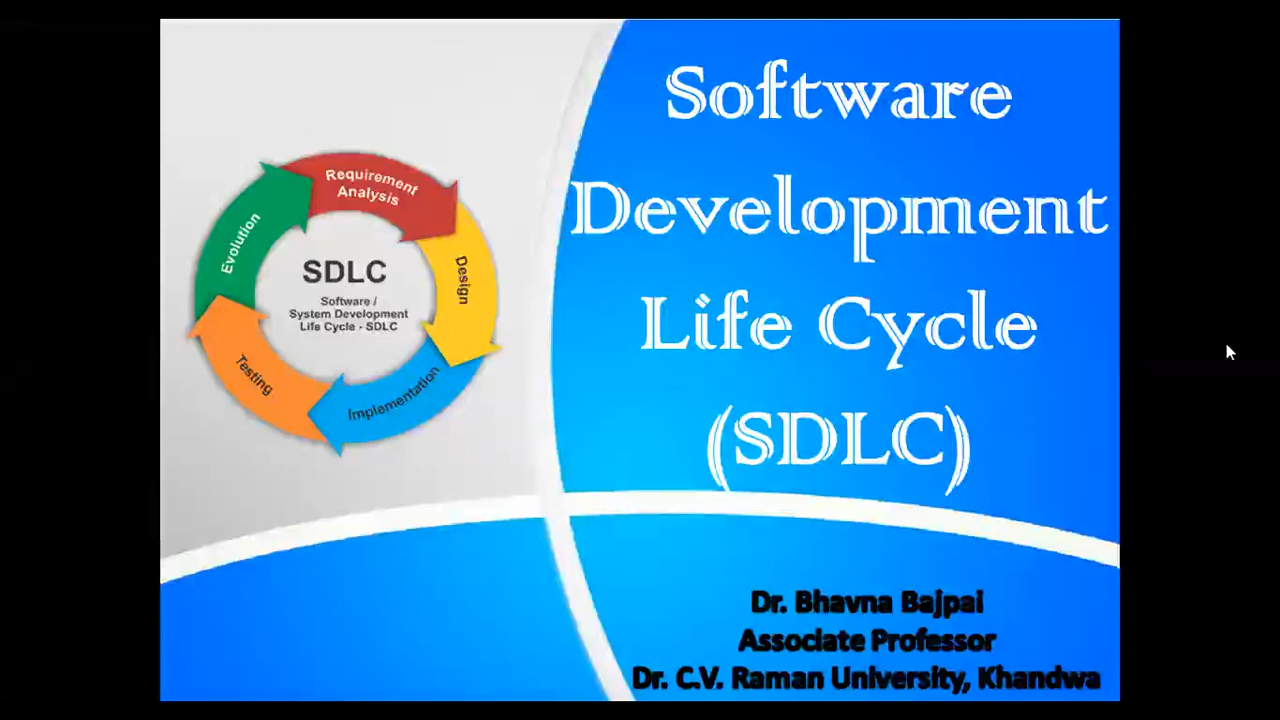 Software
Development
Life Cycle
(SDLC)
Requirement
Analysis
Design
Implementation
Testing
Evolution
SDLC
Software /
System Development
Life Cycle - SDLC
Dr. Bhavna Bajpai
Associate Professor
Dr. C.V. Raman University, Khandwa